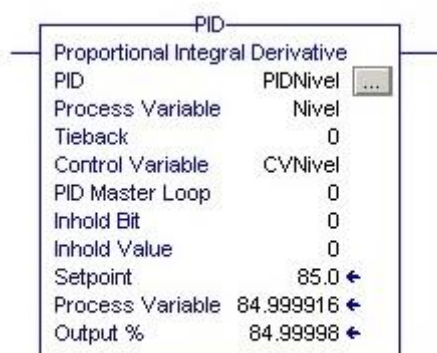 PID
Proportional Integral Derivative
PID PIDNivel ...
Process Variable Nivel
Tieback 0
Control Variable CVNivel
PID Master Loop 0
Inhold Bit 0
Inhold Value 0
Setpoint 85.0 ←
Process Variable 84.999916 ←
Output % 84.99998 ←